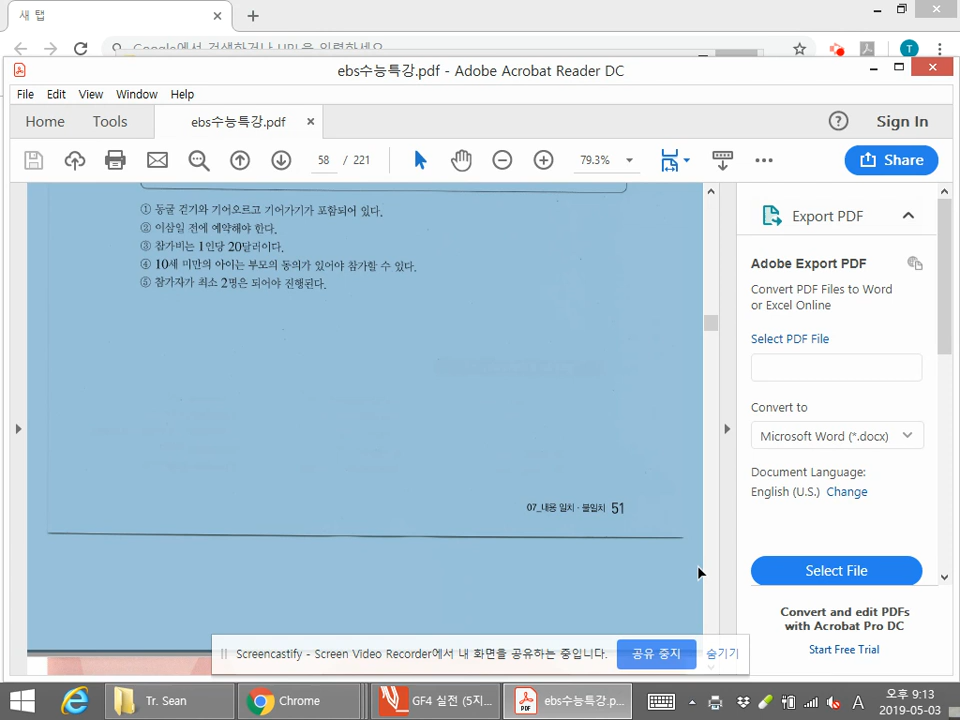 새 탭
Google에서 검색하거나 URL을 입력하세요
T
ebs수능특강.pdf - Adobe Acrobat Reader DC
File Edit View Window Help
Home Tools ebs수능특강.pdf × Sign In
58 / 221 79.3% Share
① 동굴 걷기와 기어오르고 기어가기가 포함되어 있다.
② 이삼일 전에 예약해야 한다.
③ 참가비는 1인당 20달러이다.
④ 10세 미만의 아이는 부모의 동의가 있어야 참가할 수 있다.
⑤ 참가자가 최소 2명은 되어야 진행된다.
07_내용 일치 · 불일치 51
Export PDF
Adobe Export PDF
Convert PDF Files to Word
or Excel Online
Select PDF File
Convert to
Microsoft Word (*.docx)
Document Language:
English (U.S.) Change
Select File
Convert and edit PDFs
with Acrobat Pro DC
Start Free Trial
Screencastify - Screen Video Recorder에서 내 화면을 공유하는 중입니다. 공유 중지 숨기기
Tr. Sean Chrome GF4 실전 (5지... PDF ebs수능특강.p... A 오후 9:13
2019-05-03